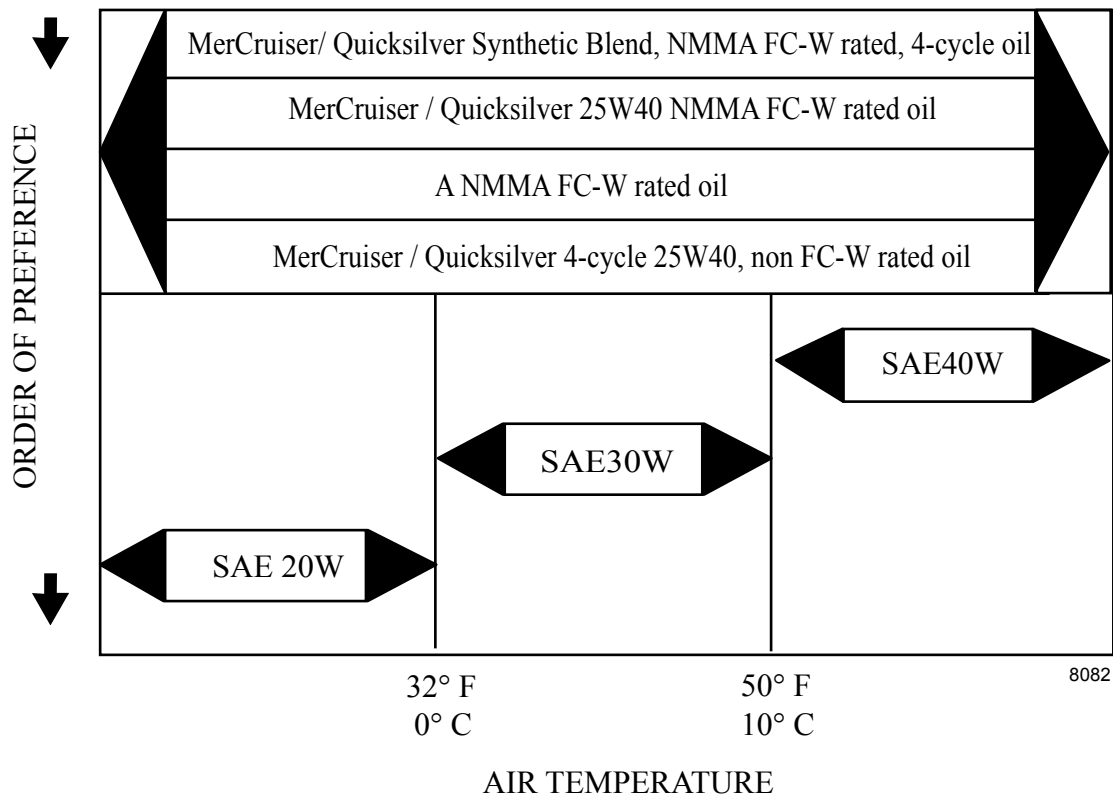 MerCruiser/ Quicksilver Synthetic Blend, NMMA FC-W rated, 4-cycle oil
MerCruiser / Quicksilver 25W40 NMMA FC-W rated oil
A NMMA FC-W rated oil
MerCruiser / Quicksilver 4-cycle 25W40, non FC-W rated oil
ORDER OF PREFERENCE
SAE40W
SAE30W
SAE 20W
32° F
0° C
50° F
10° C
8082
AIR TEMPERATURE